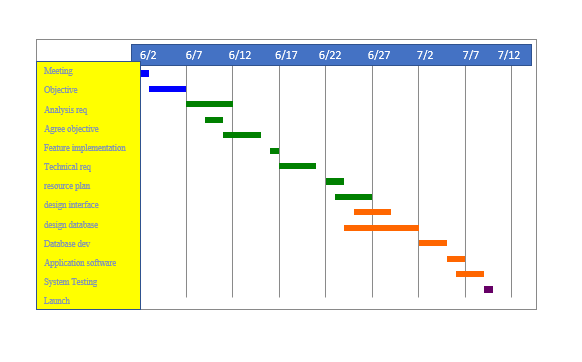 6/2 6/7 6/12 6/17 6/22 6/27 7/2 7/7 7/12
Meeting
Objective
Analysis req
Agree objective
Feature implementation
Technical req
resource plan
design interface
design database
Database dev
Application software
System Testing
Launch